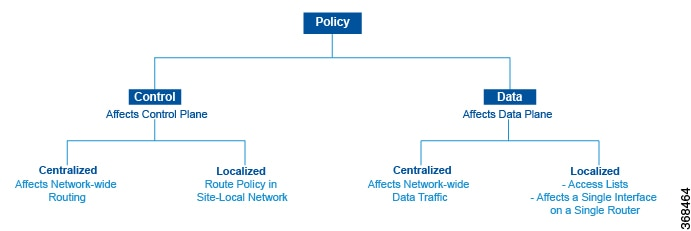 Policy
Control
Affects Control Plane
Data
Affects Data Plane
Centralized
Affects Network-wide
Routing
Localized
Route Policy in
Site-Local Network
Centralized
Affects Network-wide
Data Traffic
Localized
- Access Lists
- Affects a Single Interface
on a Single Router
368464